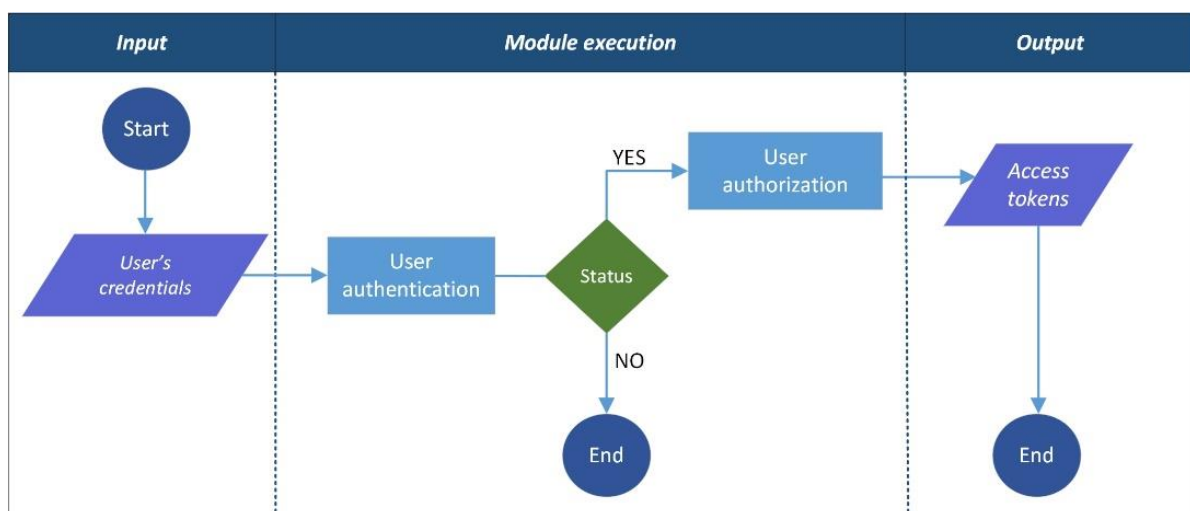 Input
Module execution
Output
Start
User's
credentials
User
authentication
Status
YES
NO
User
authorization
Access
tokens
End
End